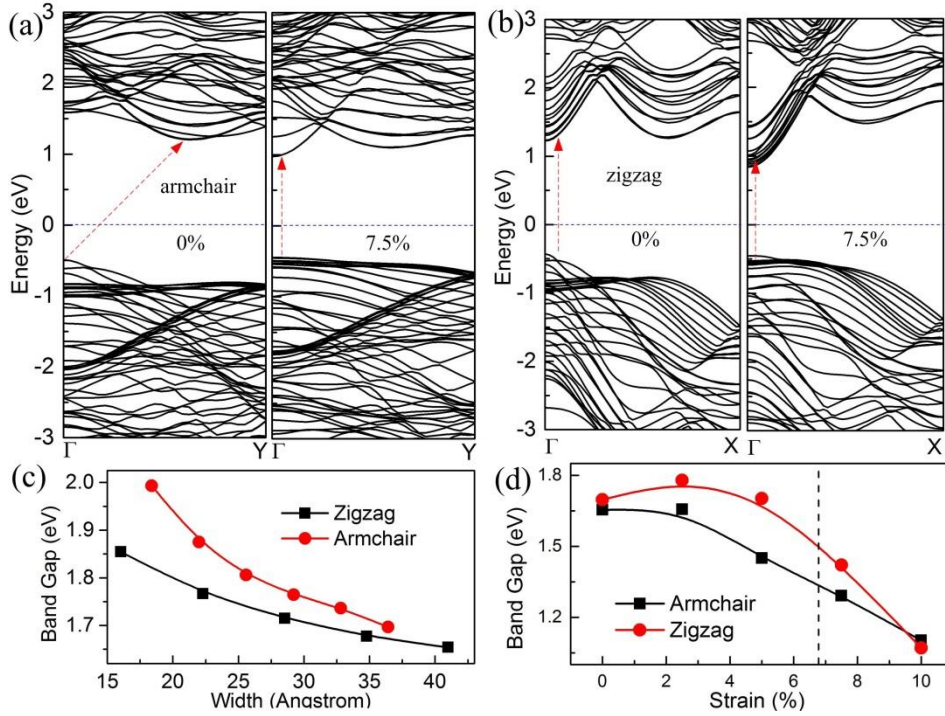 (a)
3
2
1
0
-1
-2
-3
Energy (eV)
armchair
0%
7.5%
Γ
Y
Γ
Y
(b)
3
2
1
0
-1
-2
-3
Energy (eV)
zigzag
0%
7.5%
Γ
X
Γ
X
(c)
2.0
1.9
1.8
1.7
Band Gap (eV)
Zigzag
Armchair
15 20 25 30 35 40
Width (Angstrom)
(d)
1.8
1.5
1.2
Band Gap (eV)
Armchair
Zigzag
0 2 4 6 8 10
Strain (%)